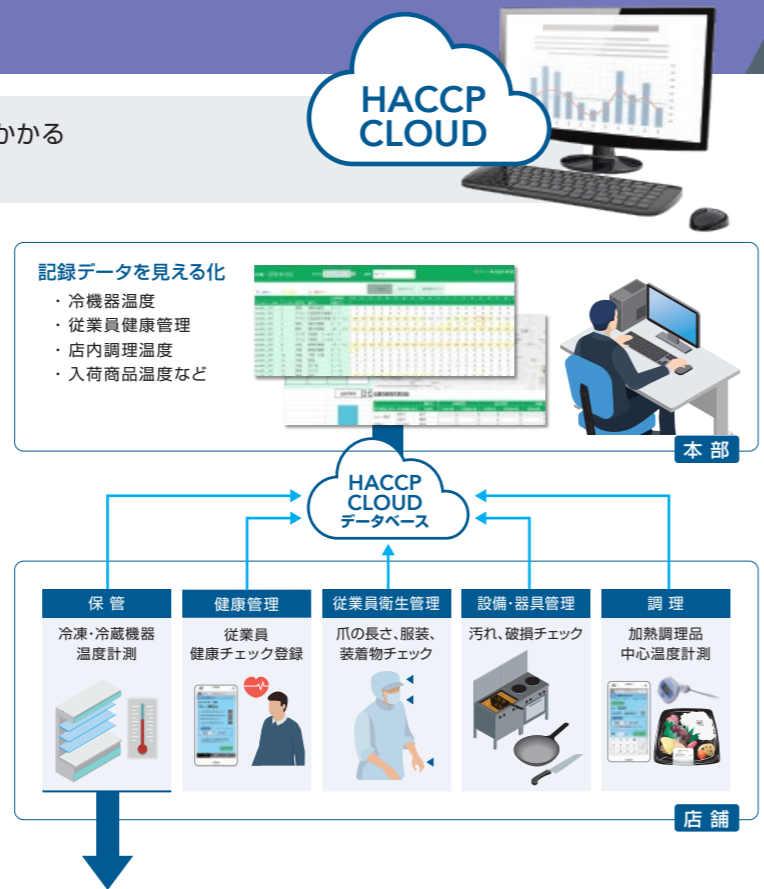 かかる
HACCP
CLOUD
記録データを見える化
・冷機器温度
・従業員健康管理
・店内調理温度
・入荷商品温度など
本部
HACCP
CLOUD
データベース
保管
健康管理
従業員衛生管理
設備・器具管理
調理
冷凍・冷蔵機器
温度計測
従業員
健康チェック登録
爪の長さ、服装、
装着物チェック
汚れ、破損チェック
加熱調理品
中心温度計測
店舗